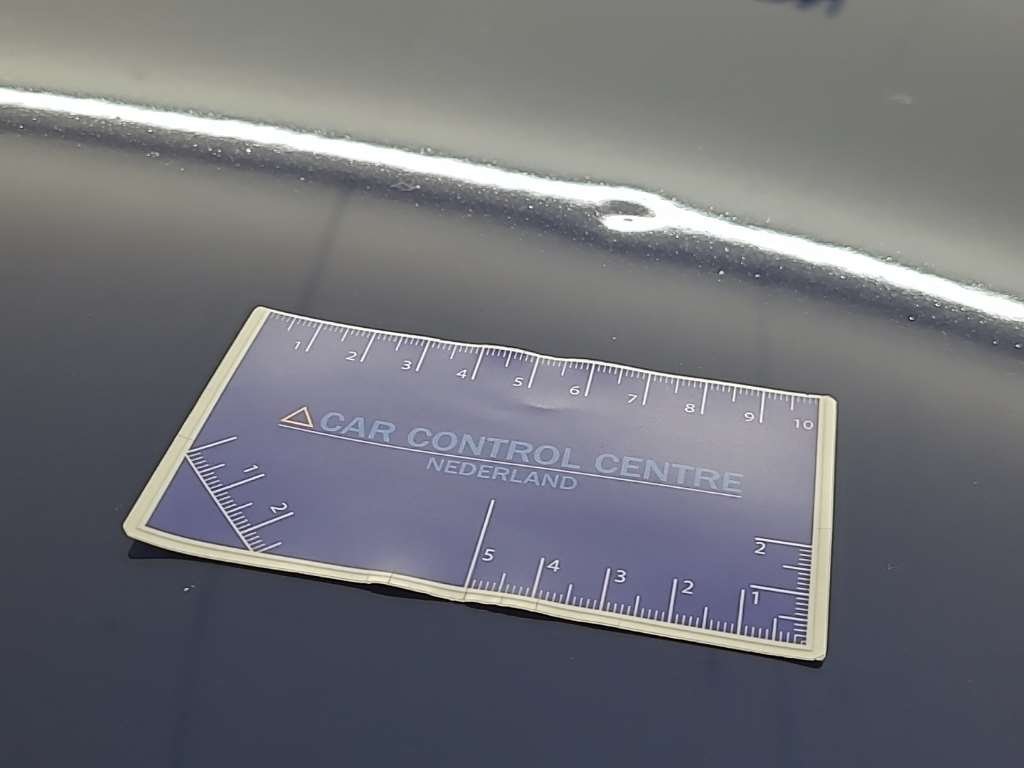 1 2 3 4 5 6 7 8 9 10
CAR CONTROL CENTRE
NEDERLAND
1
2
5 4 3 2 1
2